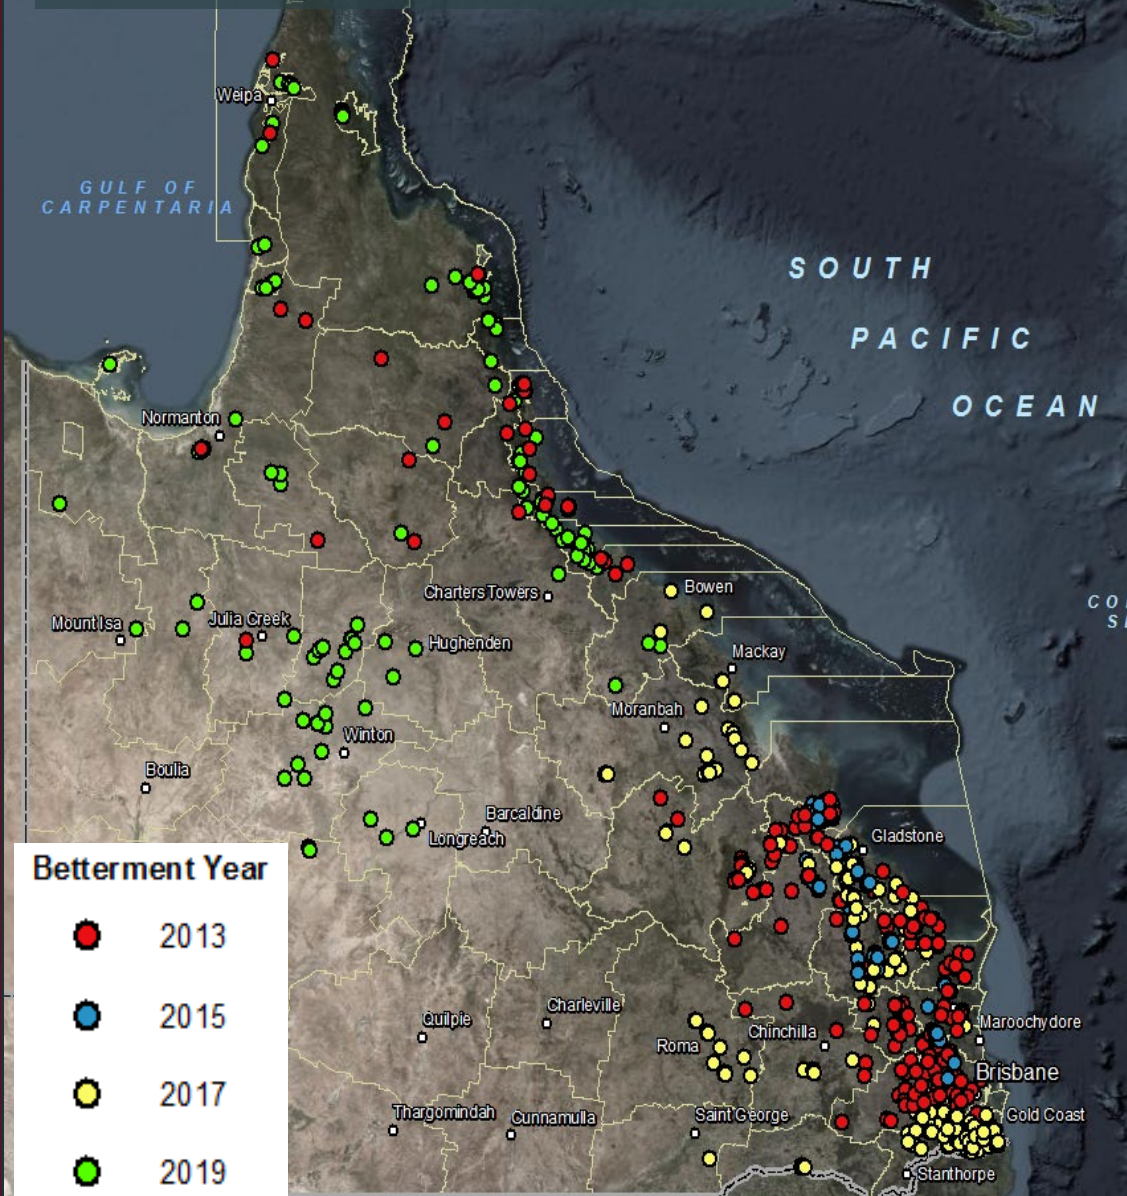 Weipa
GULF OF
CARPENTARIA
SOUTH
PACIFIC
OCEAN
Normanton
Charters Towers
Bowen
Mount Isa
Julia Creek
Hughenden
Mackay
Moranbah
Winton
Boulia
Barcaldine
Longreach
Gladstone
Betterment Year
2013
2015
2017
2019
Charleville
Quilpie
Roma
Chinchilla
Maroochydore
Brisbane
Thargomindah
Cunnamulla
Saint George
Gold Coast
Stanthorpe